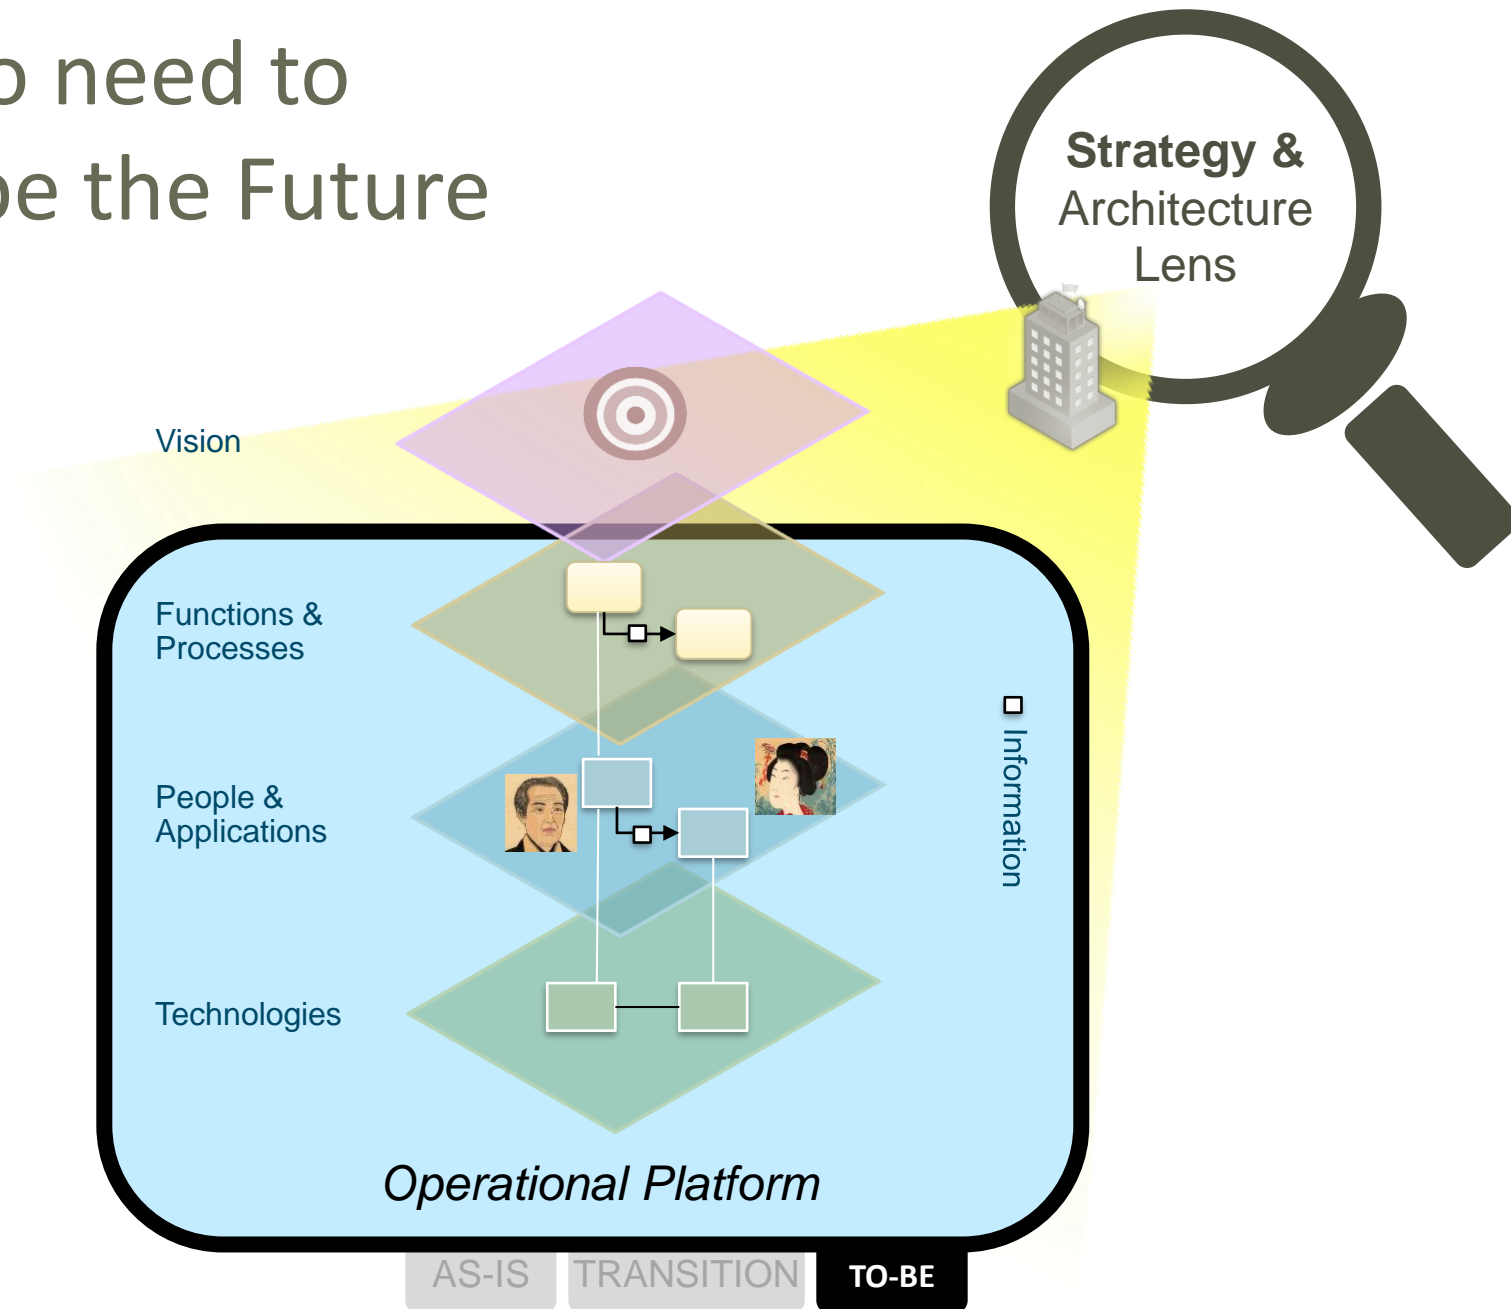 o need to
be the Future
Strategy &
Architecture
Lens
Vision
Functions &
Processes
People &
Applications
Technologies
Information
Operational Platform
AS-IS
TRANSITION
TO-BE